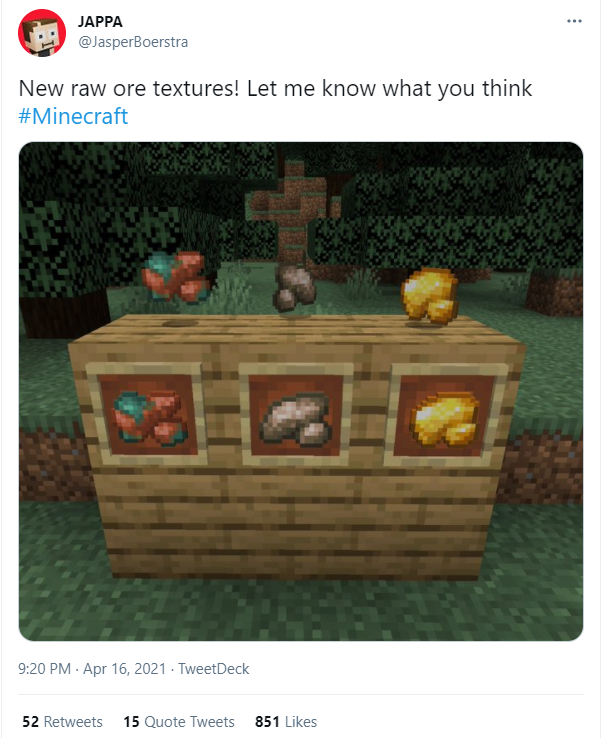 JAPPA
@JasperBoerstra
New raw ore textures! Let me know what you think
#Minecraft
9:20 PM · Apr 16, 2021 · TweetDeck
52 Retweets 15 Quote Tweets 851 Likes